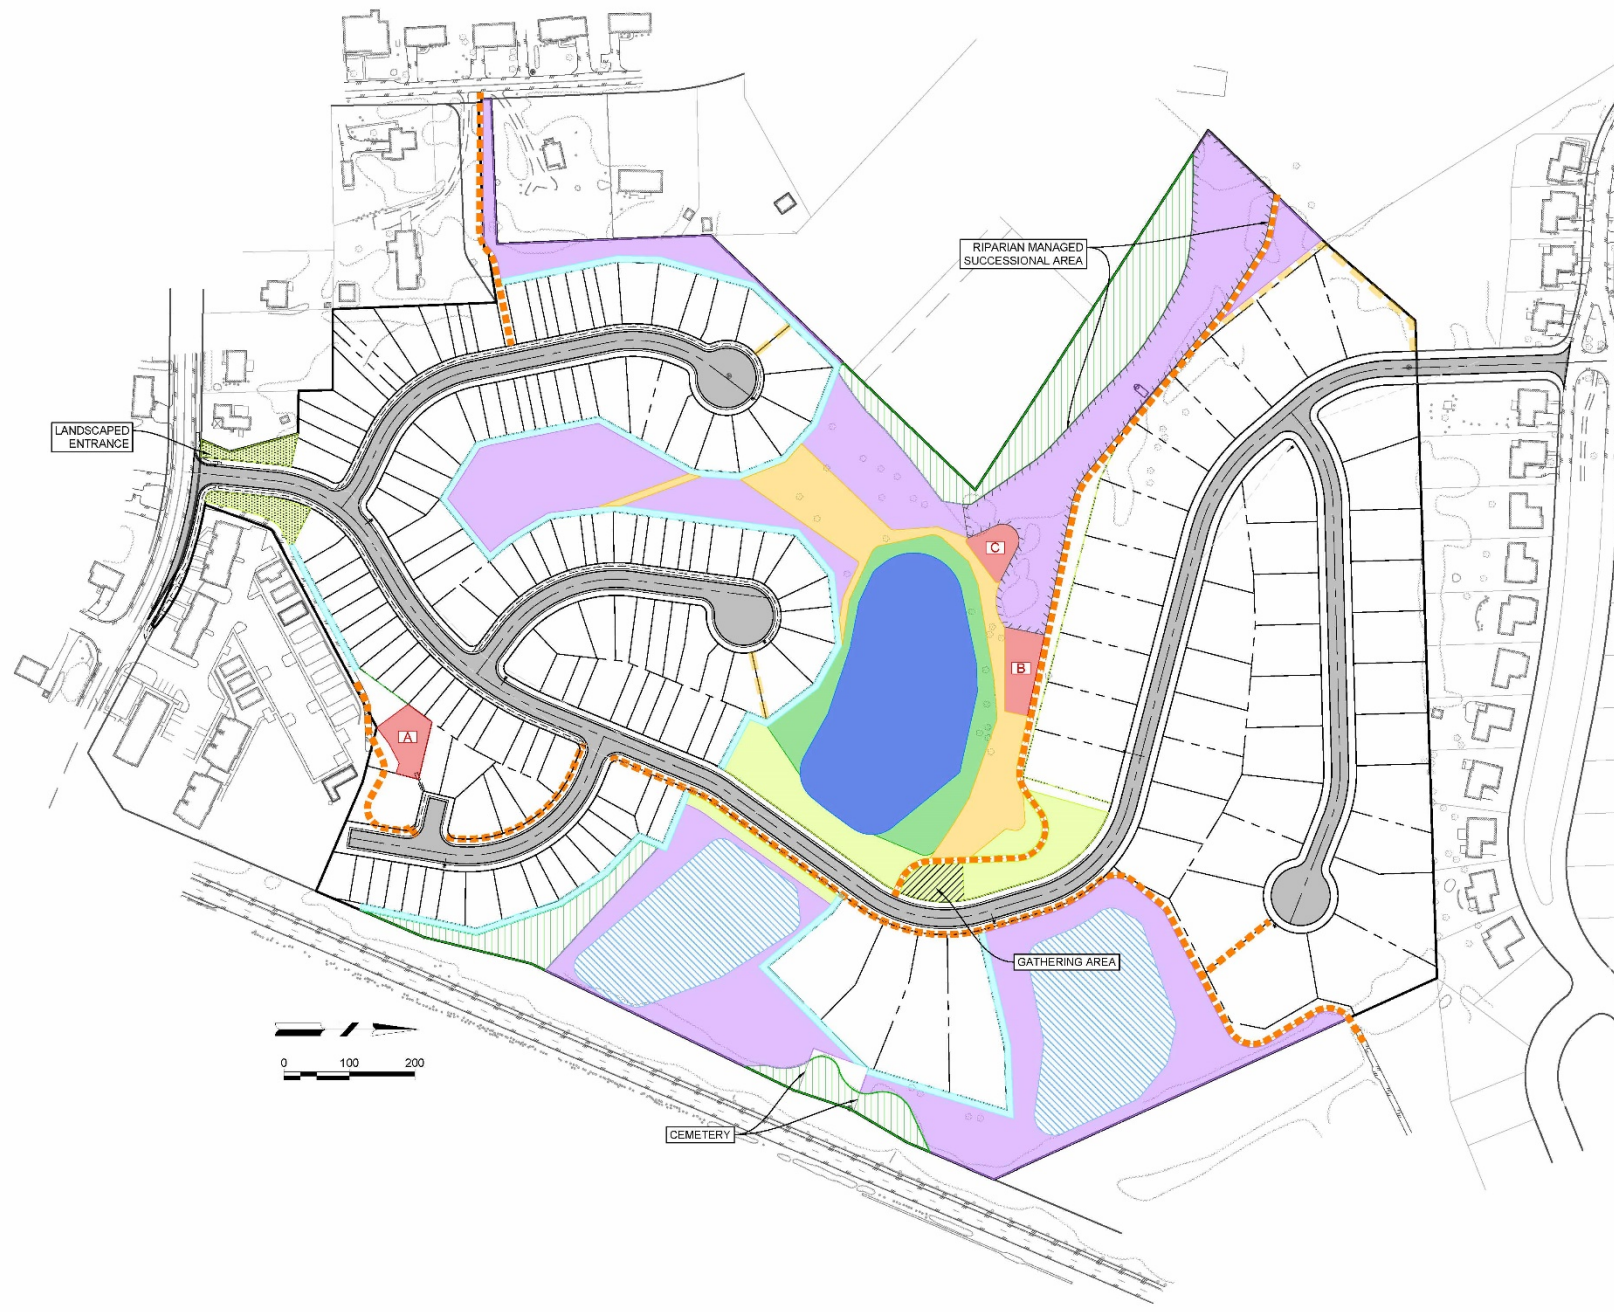 RIPARIAN MANAGED
SUCCESSIONAL AREA
LANDSCAPED
ENTRANCE
C
B
A
GATHERING AREA
0 100 200
CEMETERY